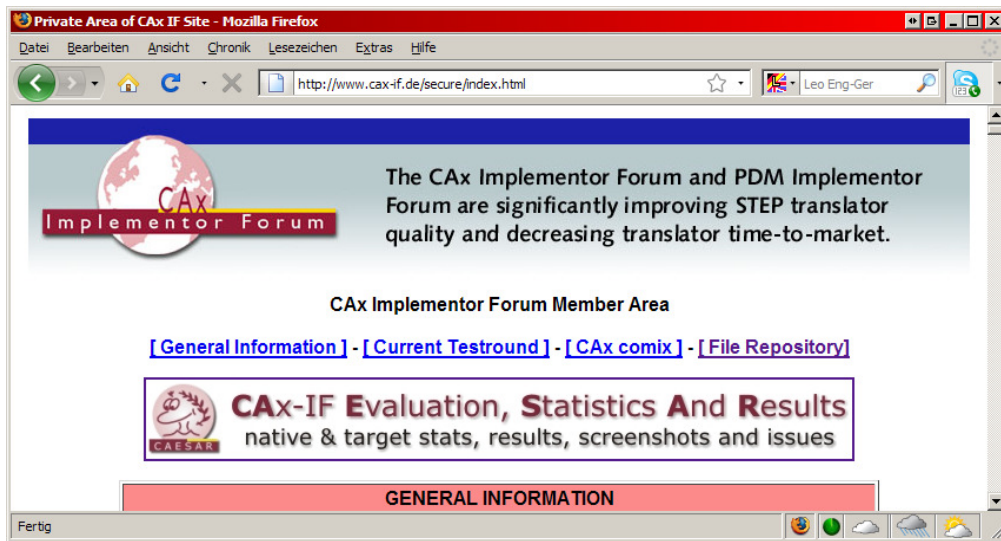 Private Area of CAx IF Site - Mozilla Firefox
Datei Bearbeiten Ansicht Chronik Lesezeichen Extras Hilfe
http://www.cax-if.de/secure/index.html Leo Eng-Ger 123
CAx
Implementor Forum
The CAx Implementor Forum and PDM Implementor
Forum are significantly improving STEP translator
quality and decreasing translator time-to-market.
CAx Implementor Forum Member Area
[ General Information ] - [ Current Testround ] - [ CAx comix ] - [ File Repository]
CAESAR
CAx-IF Evaluation, Statistics And Results
native & target stats, results, screenshots and issues
GENERAL INFORMATION
Fertig